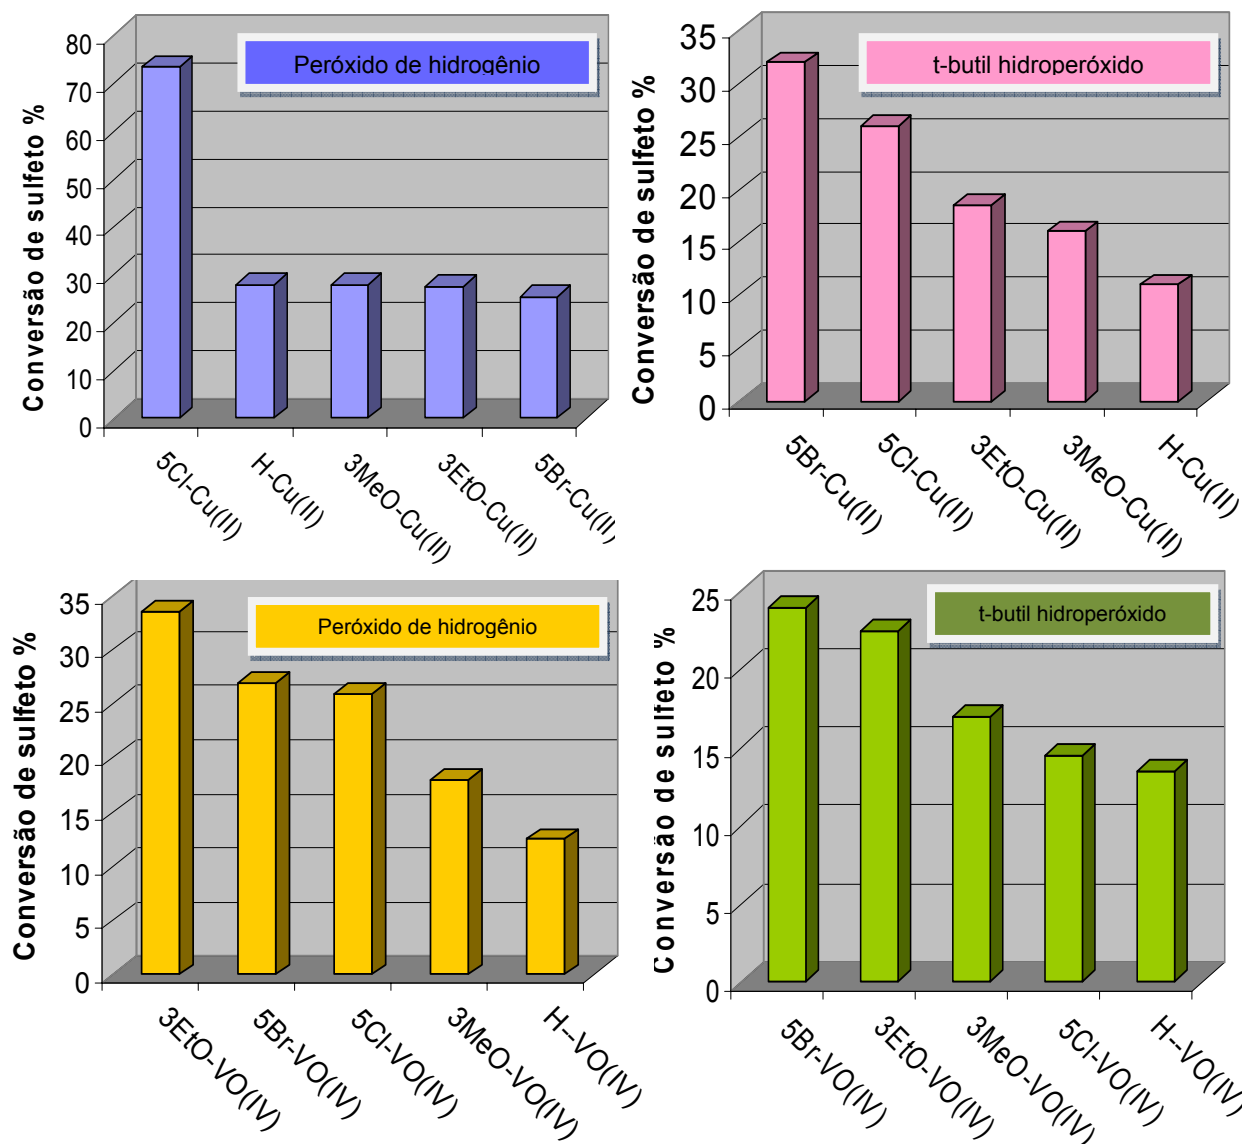 Peróxido de hidrogênio
Conversão de sulfeto %
80
70
60
50
40
30
20
10
0
5Cl-Cu(II)
H-Cu(II)
3MeO-Cu(II)
3EtO-Cu(II)
5Br-Cu(II)
t-butil hidroperóxido
Conversão de sulfeto %
35
30
25
20
15
10
5
0
5Br-Cu(II)
5Cl-Cu(II)
3EtO-Cu(II)
3MeO-Cu(II)
H-Cu(II)
Peróxido de hidrogênio
Conversão de sulfeto %
35
30
25
20
15
10
5
0
3EtO-VO(IV)
5Br-VO(IV)
5Cl-VO(IV)
3MeO-VO(IV)
H--VO(IV)
t-butil hidroperóxido
Conversão de sulfeto %
25
20
15
10
5
0
5Br-VO(IV)
3EtO-VO(IV)
3MeO-VO(IV)
5Cl-VO(IV)
H--VO(IV)